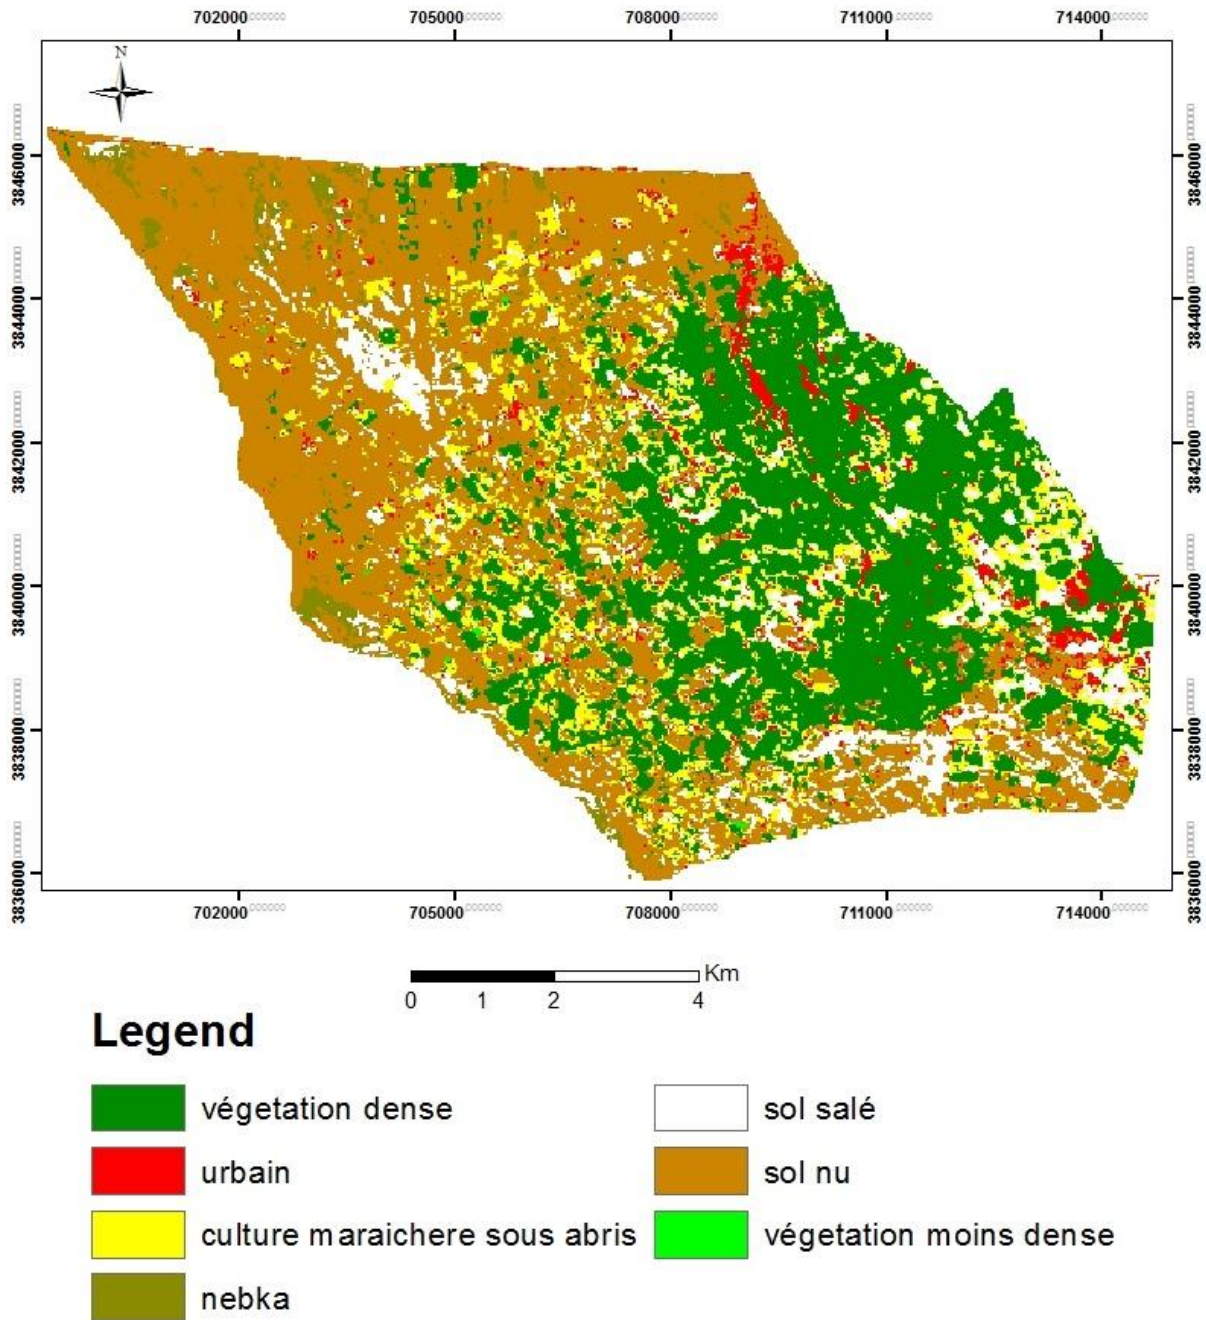 702000 705000 708000 711000 714000
N
3846000 3846000
3844000 3844000
3842000 3842000
3840000 3840000
3838000 3838000
3836000 3836000
702000 705000 708000 711000 714000
Km
0 1 2 4
Legend
végetation dense
sol salé
urbain
sol nu
culture maraichere sous abris
végetation moins dense
nebka